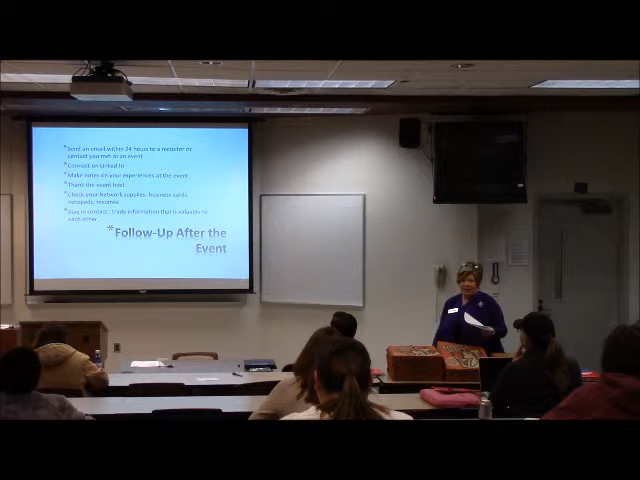 * Send an email within 24 hours to a recruiter or
contact you met at an event
* Connect on Linked In
* Make notes on your experiences at the event
* Thank the event host
* Check your Network supplies- business cards,
notepads, resumes
* Stay in contact - trade information that is valuable to
each other
* Follow-Up After the
Event